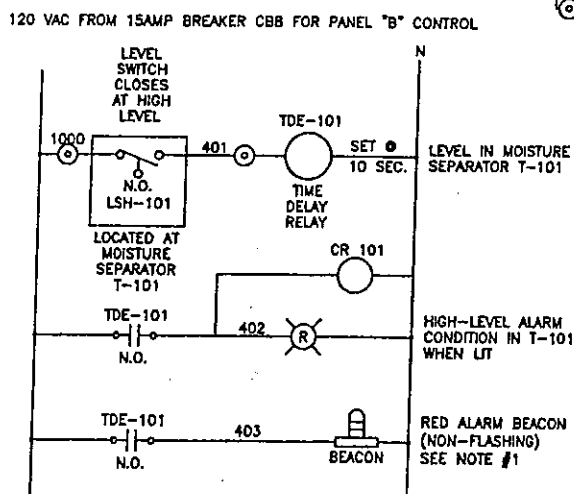 120 VAC FROM 15AMP BREAKER CBB FOR PANEL "B" CONTROL
N
LEVEL
SWITCH
CLOSES
AT HIGH
LEVEL
1000
N.O.
LSH-101
LOCATED AT
MOISTURE
SEPARATOR
T-101
401
TDE-101
TIME
DELAY
RELAY
SET @
10 SEC.
LEVEL IN MOISTURE
SEPARATOR T-101
CR 101
TDE-101
N.O.
402
R
HIGH-LEVEL ALARM
CONDITION IN T-101
WHEN LIT
TDE-101
N.O.
403
BEACON
RED ALARM BEACON
(NON-FLASHING)
SEE NOTE #1